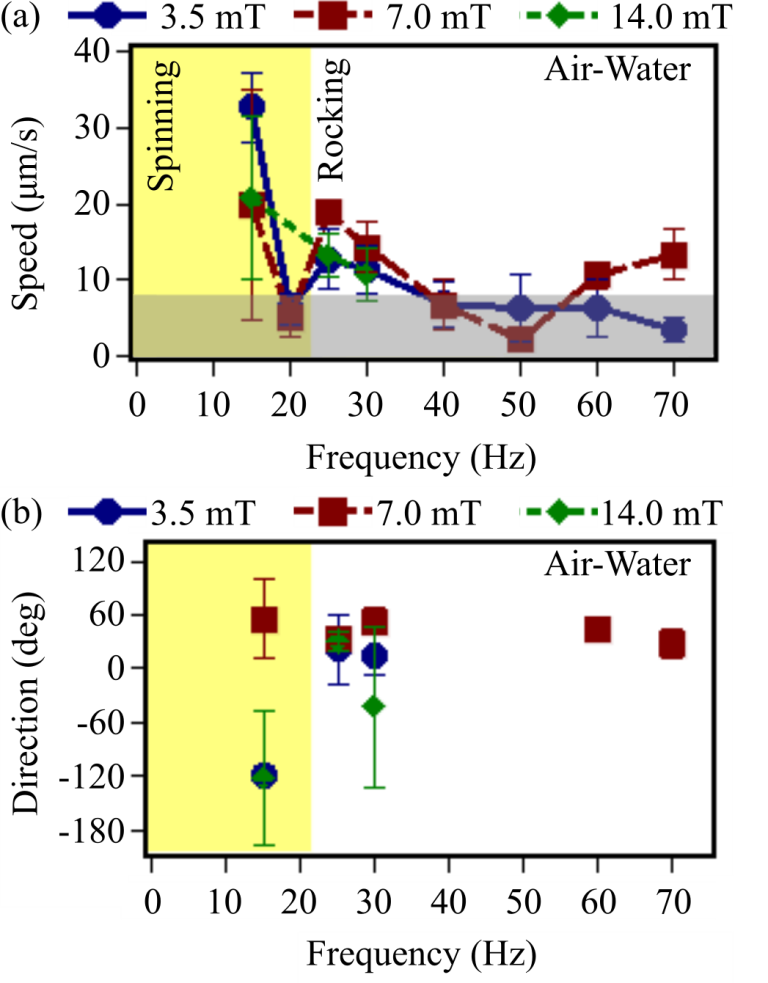 (a) 3.5 mT 7.0 mT 14.0 mT
Air-Water
Spinning
Rocking
40
30
20
10
0
Speed (μm/s)
0 10 20 30 40 50 60 70
Frequency (Hz)
(b) 3.5 mT 7.0 mT 14.0 mT
Air-Water
120
60
0
-60
-120
-180
Direction (deg)
0 10 20 30 40 50 60 70
Frequency (Hz)